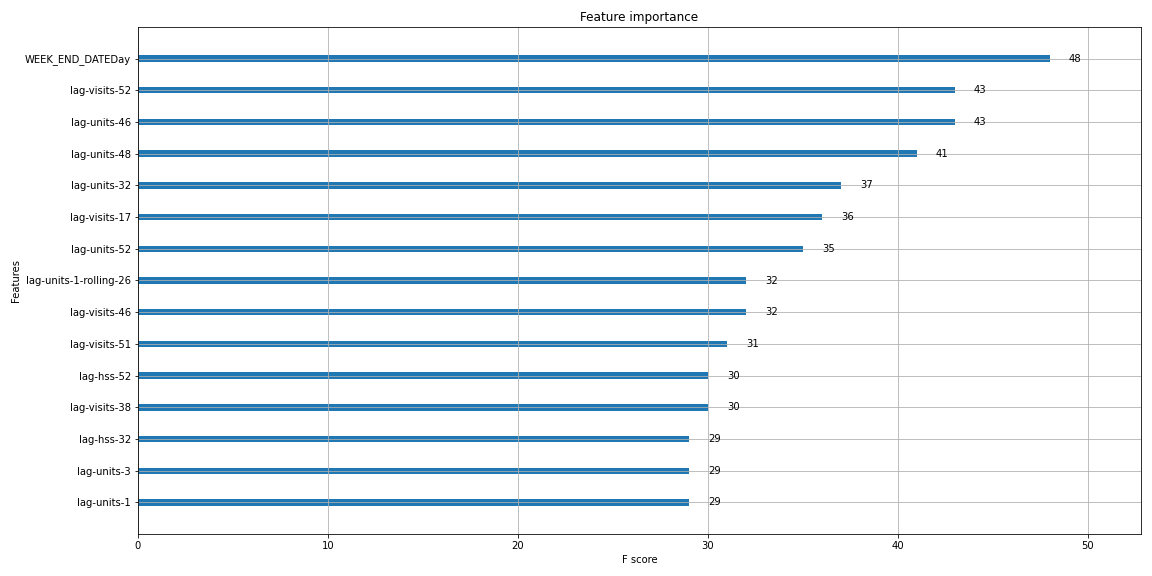 Feature importance
WEEK_END_DATEDay 48
lag-visits-52 43
lag-units-46 43
lag-units-48 41
lag-units-32 37
lag-visits-17 36
lag-units-52 35
lag-units-1-rolling-26 32
lag-visits-46 32
lag-visits-51 31
lag-hss-52 30
lag-visits-38 30
lag-hss-32 29
lag-units-3 29
lag-units-1 29
Features
0 10 20 30 40 50
F score